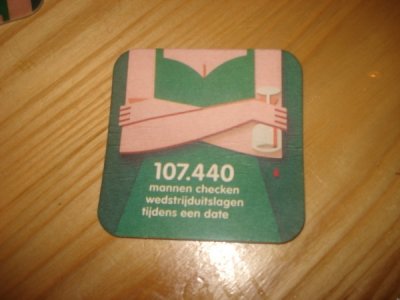 107.440
mannen checken
wedstrijduitslagen
tijdens een date